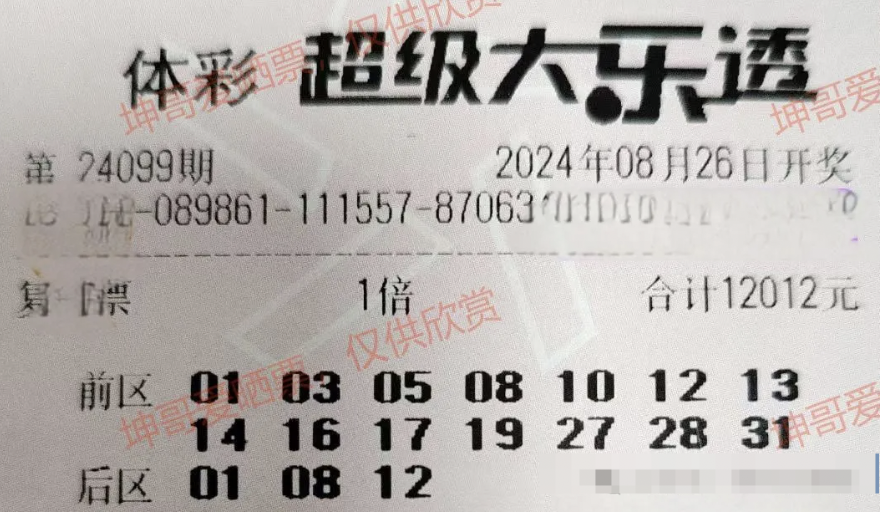 体彩 超级大乐透
第 24099期 2024年08月26日开奖
-089861-111557-87063
复 票 1倍 合计12012元
前区 01 03 05 08 10 12 13
14 16 17 19 27 28 31
后区 01 08 12
坤哥爱晒票 仅供欣赏
坤哥爱
坤哥爱晒票 仅供欣赏
坤哥爱